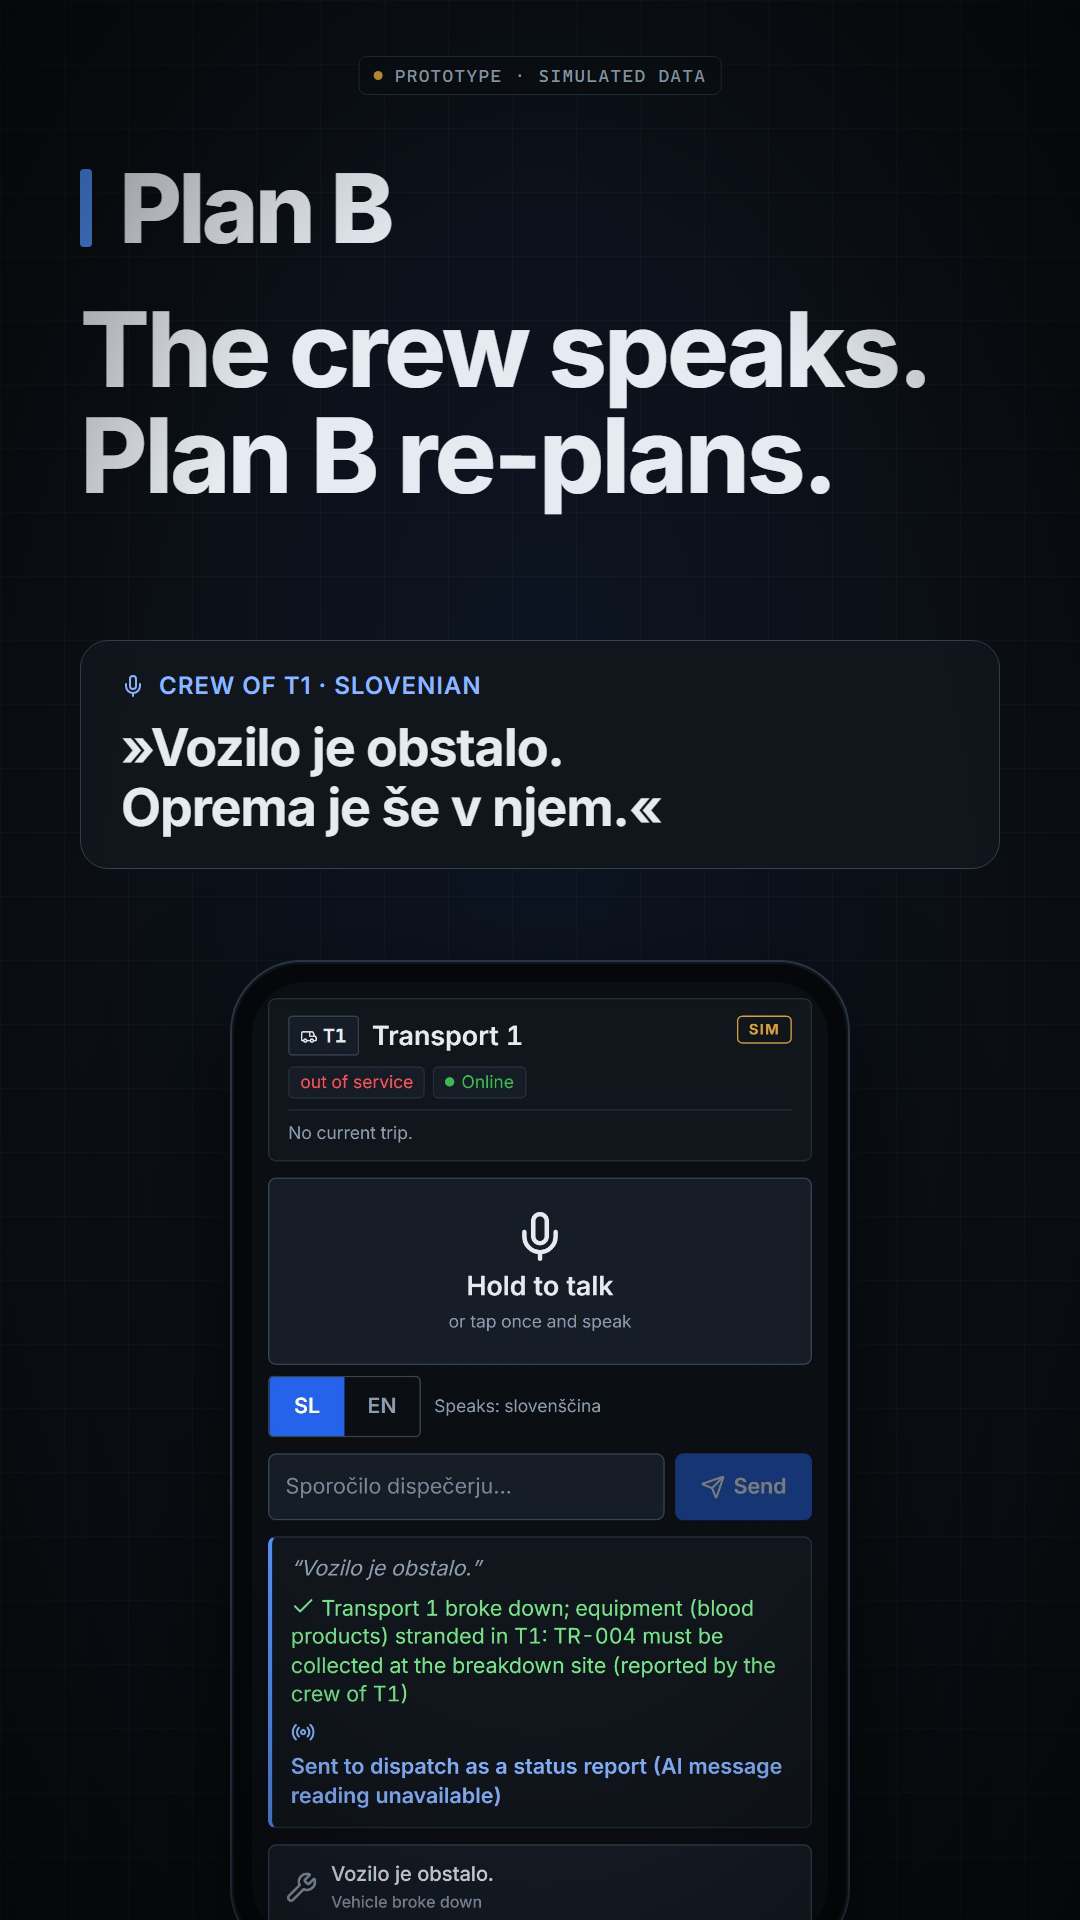 PROTOTYPE · SIMULATED DATA
Plan B
The crew speaks.
Plan B re-plans.
CREW OF T1 · SLOVENIAN
»Vozilo je obstalo.
Oprema je še v njem.«
T1 Transport 1 SIM
out of service Online
No current trip.
Hold to talk
or tap once and speak
SL EN Speaks: slovenščina
Sporočilo dispečerju... Send
“Vozilo je obstalo.”
Transport 1 broke down; equipment (blood
products) stranded in T1: TR-004 must be
collected at the breakdown site (reported by the
crew of T1)
Sent to dispatch as a status report (AI message
reading unavailable)
Vozilo je obstalo.
Vehicle broke down